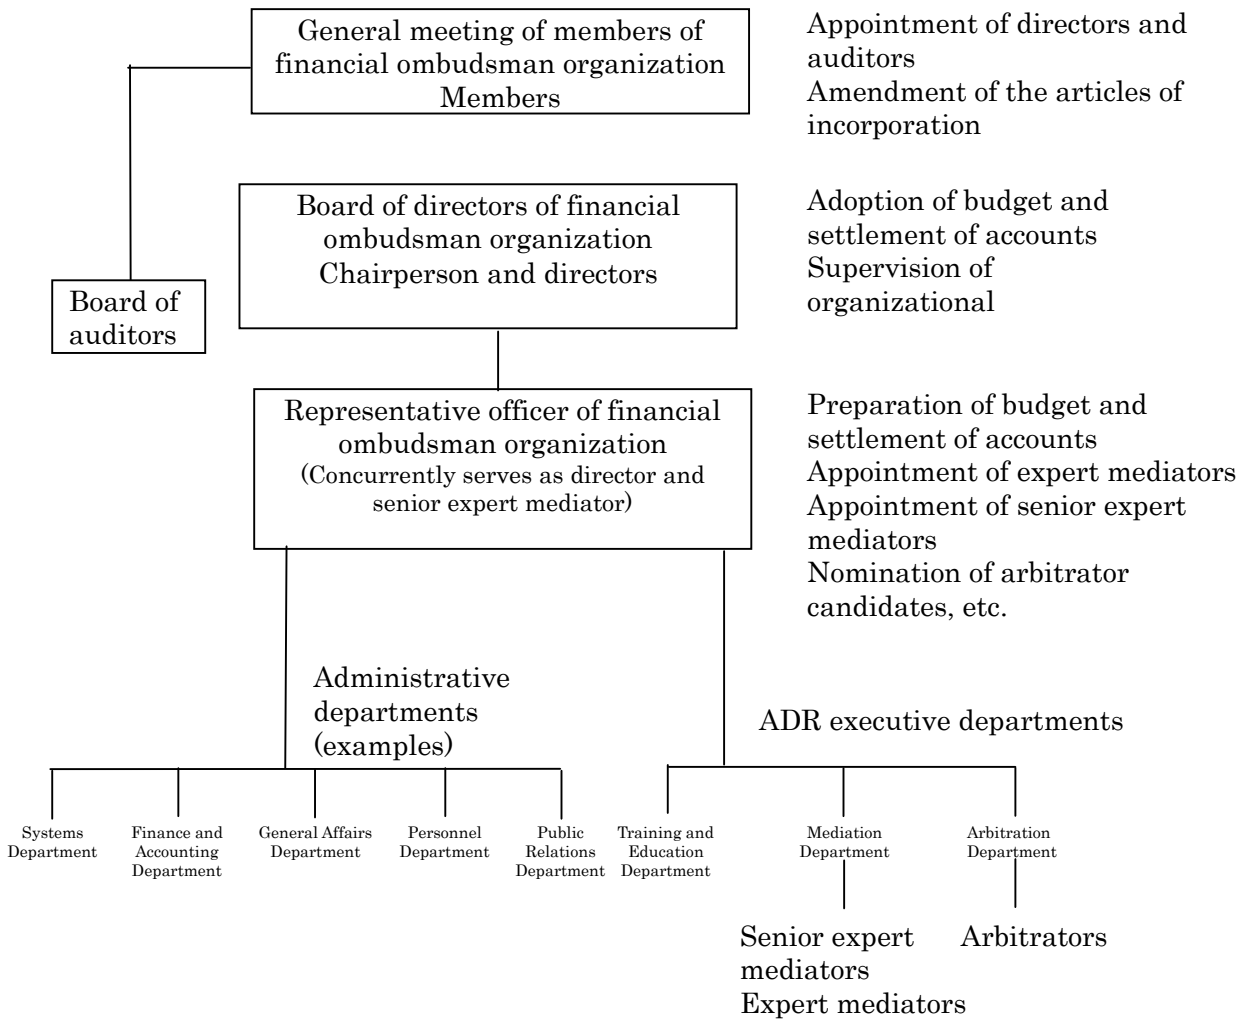 General meeting of members of
financial ombudsman organization
Members
Appointment of directors and
auditors
Amendment of the articles of
incorporation
Board of directors of financial
ombudsman organization
Chairperson and directors
Adoption of budget and
settlement of accounts
Supervision of
organizational
Board of
auditors
Representative officer of financial
ombudsman organization
(Concurrently serves as director and
senior expert mediator)
Preparation of budget and
settlement of accounts
Appointment of expert mediators
Appointment of senior expert
mediators
Nomination of arbitrator
candidates, etc.
Administrative
departments
(examples)
ADR executive departments
Systems
Department
Finance and
Accounting
Department
General Affairs
Department
Personnel
Department
Public
Relations
Department
Training and
Education
Department
Mediation
Department
Arbitration
Department
Senior expert
mediators
Expert mediators
Arbitrators